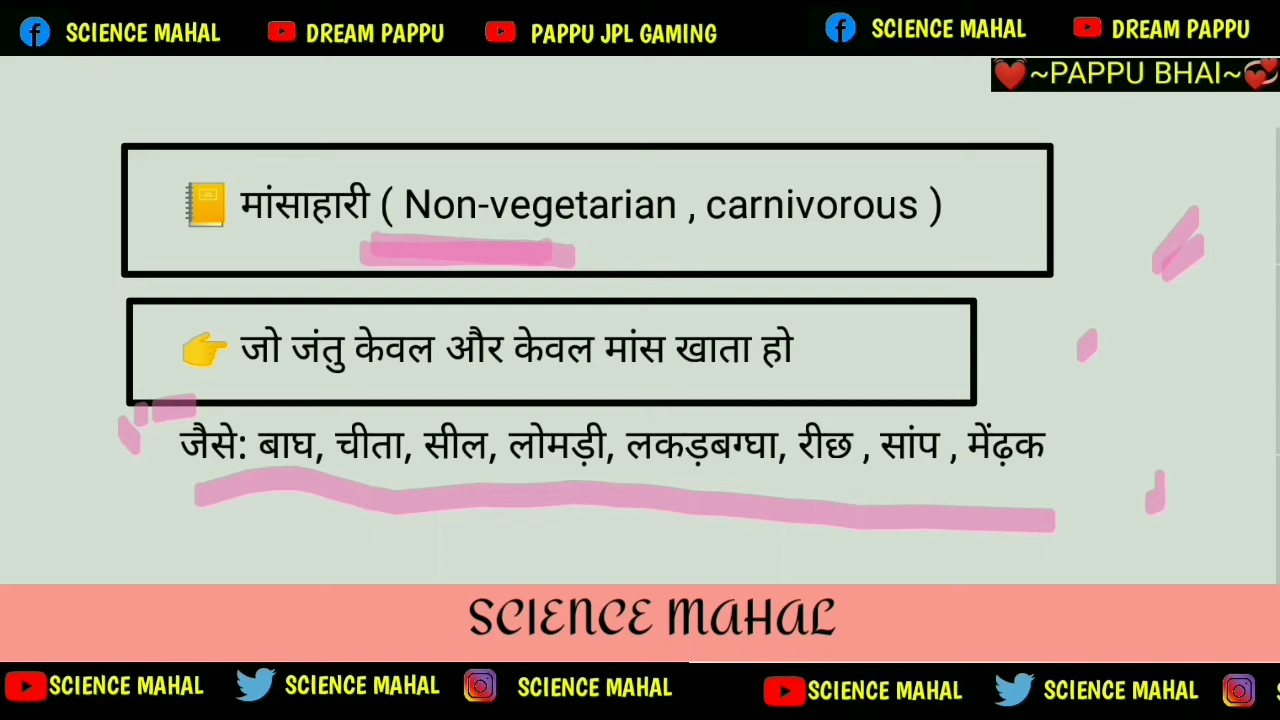 SCIENCE MAHAL DREAM PAPPU PAPPU JPL GAMING SCIENCE MAHAL DREAM PAPPU
~PAPPU BHAI~
मांसाहारी ( Non-vegetarian , carnivorous )
जो जंतु केवल और केवल मांस खाता हो
जैसे: बाघ, चीता, सील, लोमड़ी, लकड़बग्घा, रीछ , सांप , मेंढ़क
SCIENCE MAHAL
SCIENCE MAHAL SCIENCE MAHAL SCIENCE MAHAL SCIENCE MAHAL SCIENCE MAHAL